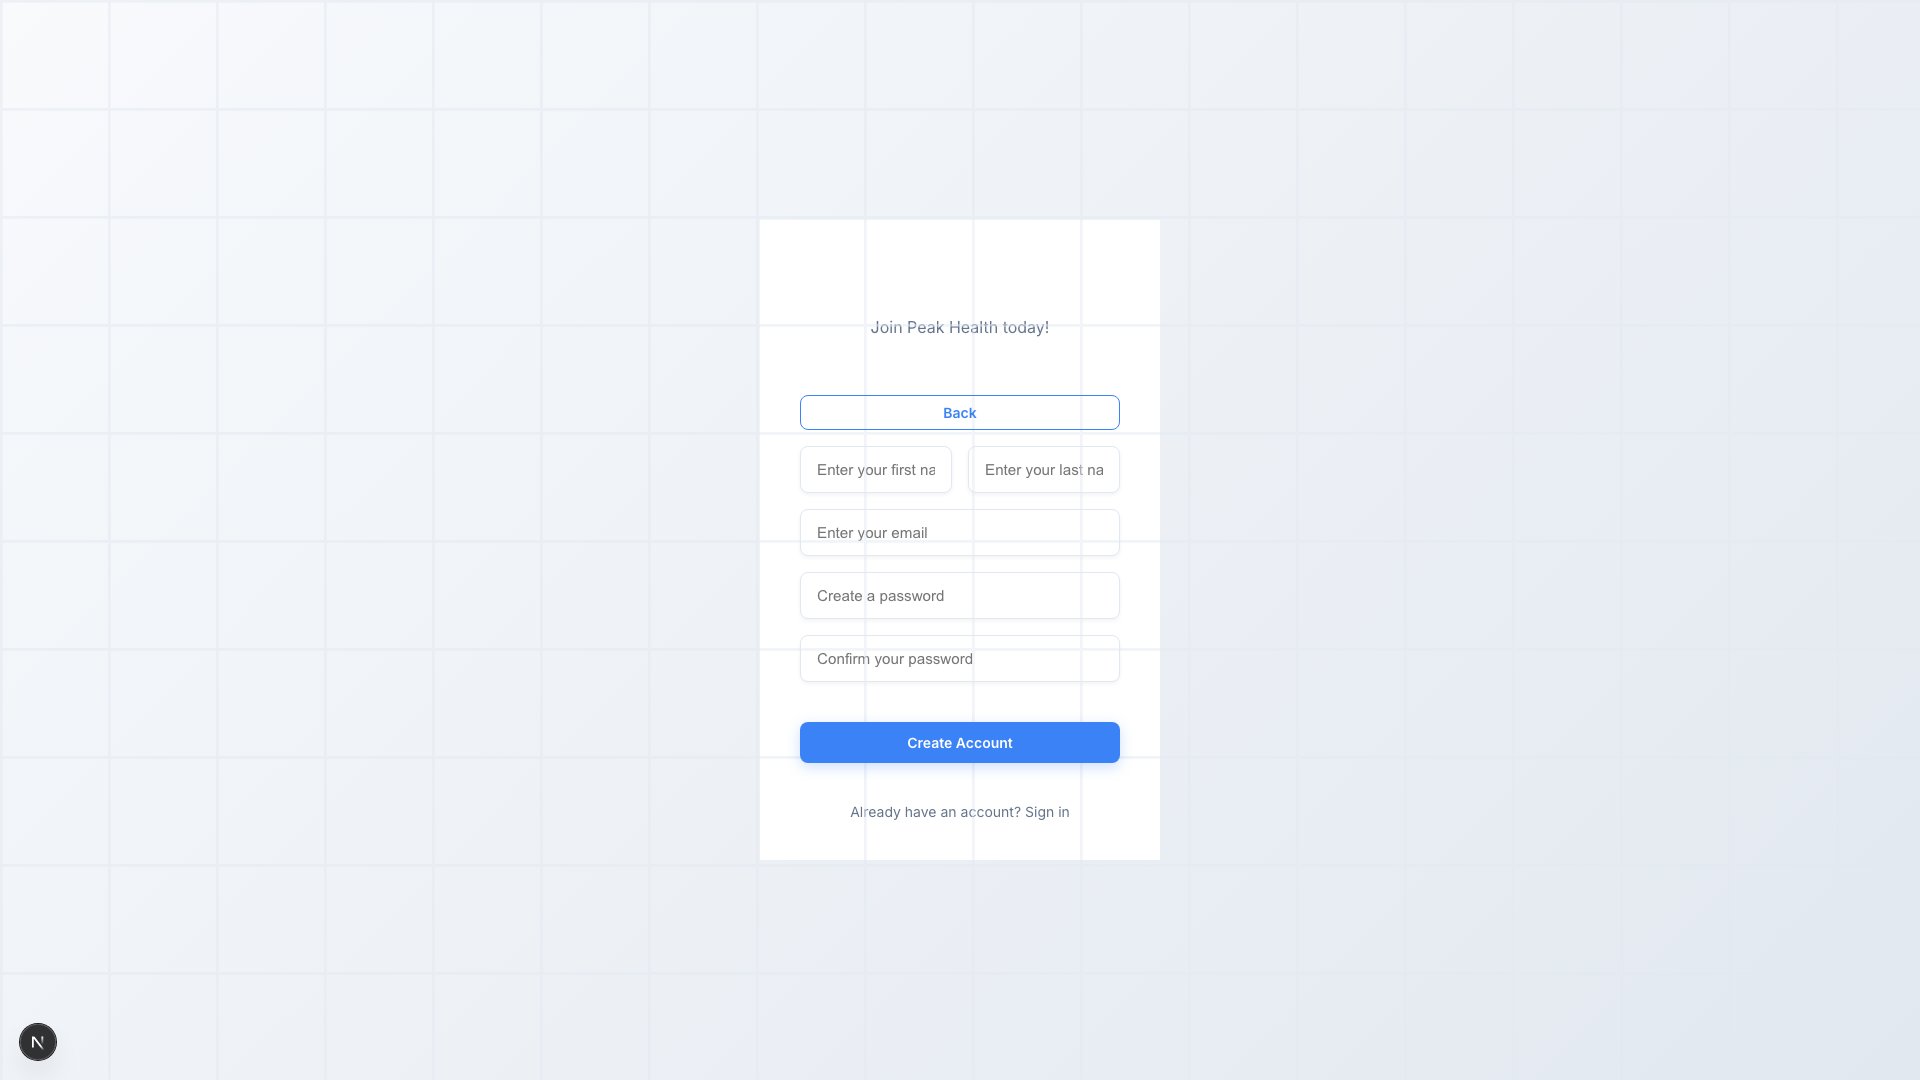 Join Peak Health today!
Back
Enter your first na
Enter your last na
Enter your email
Create a password
Confirm your password
Create Account
Already have an account? Sign in
N